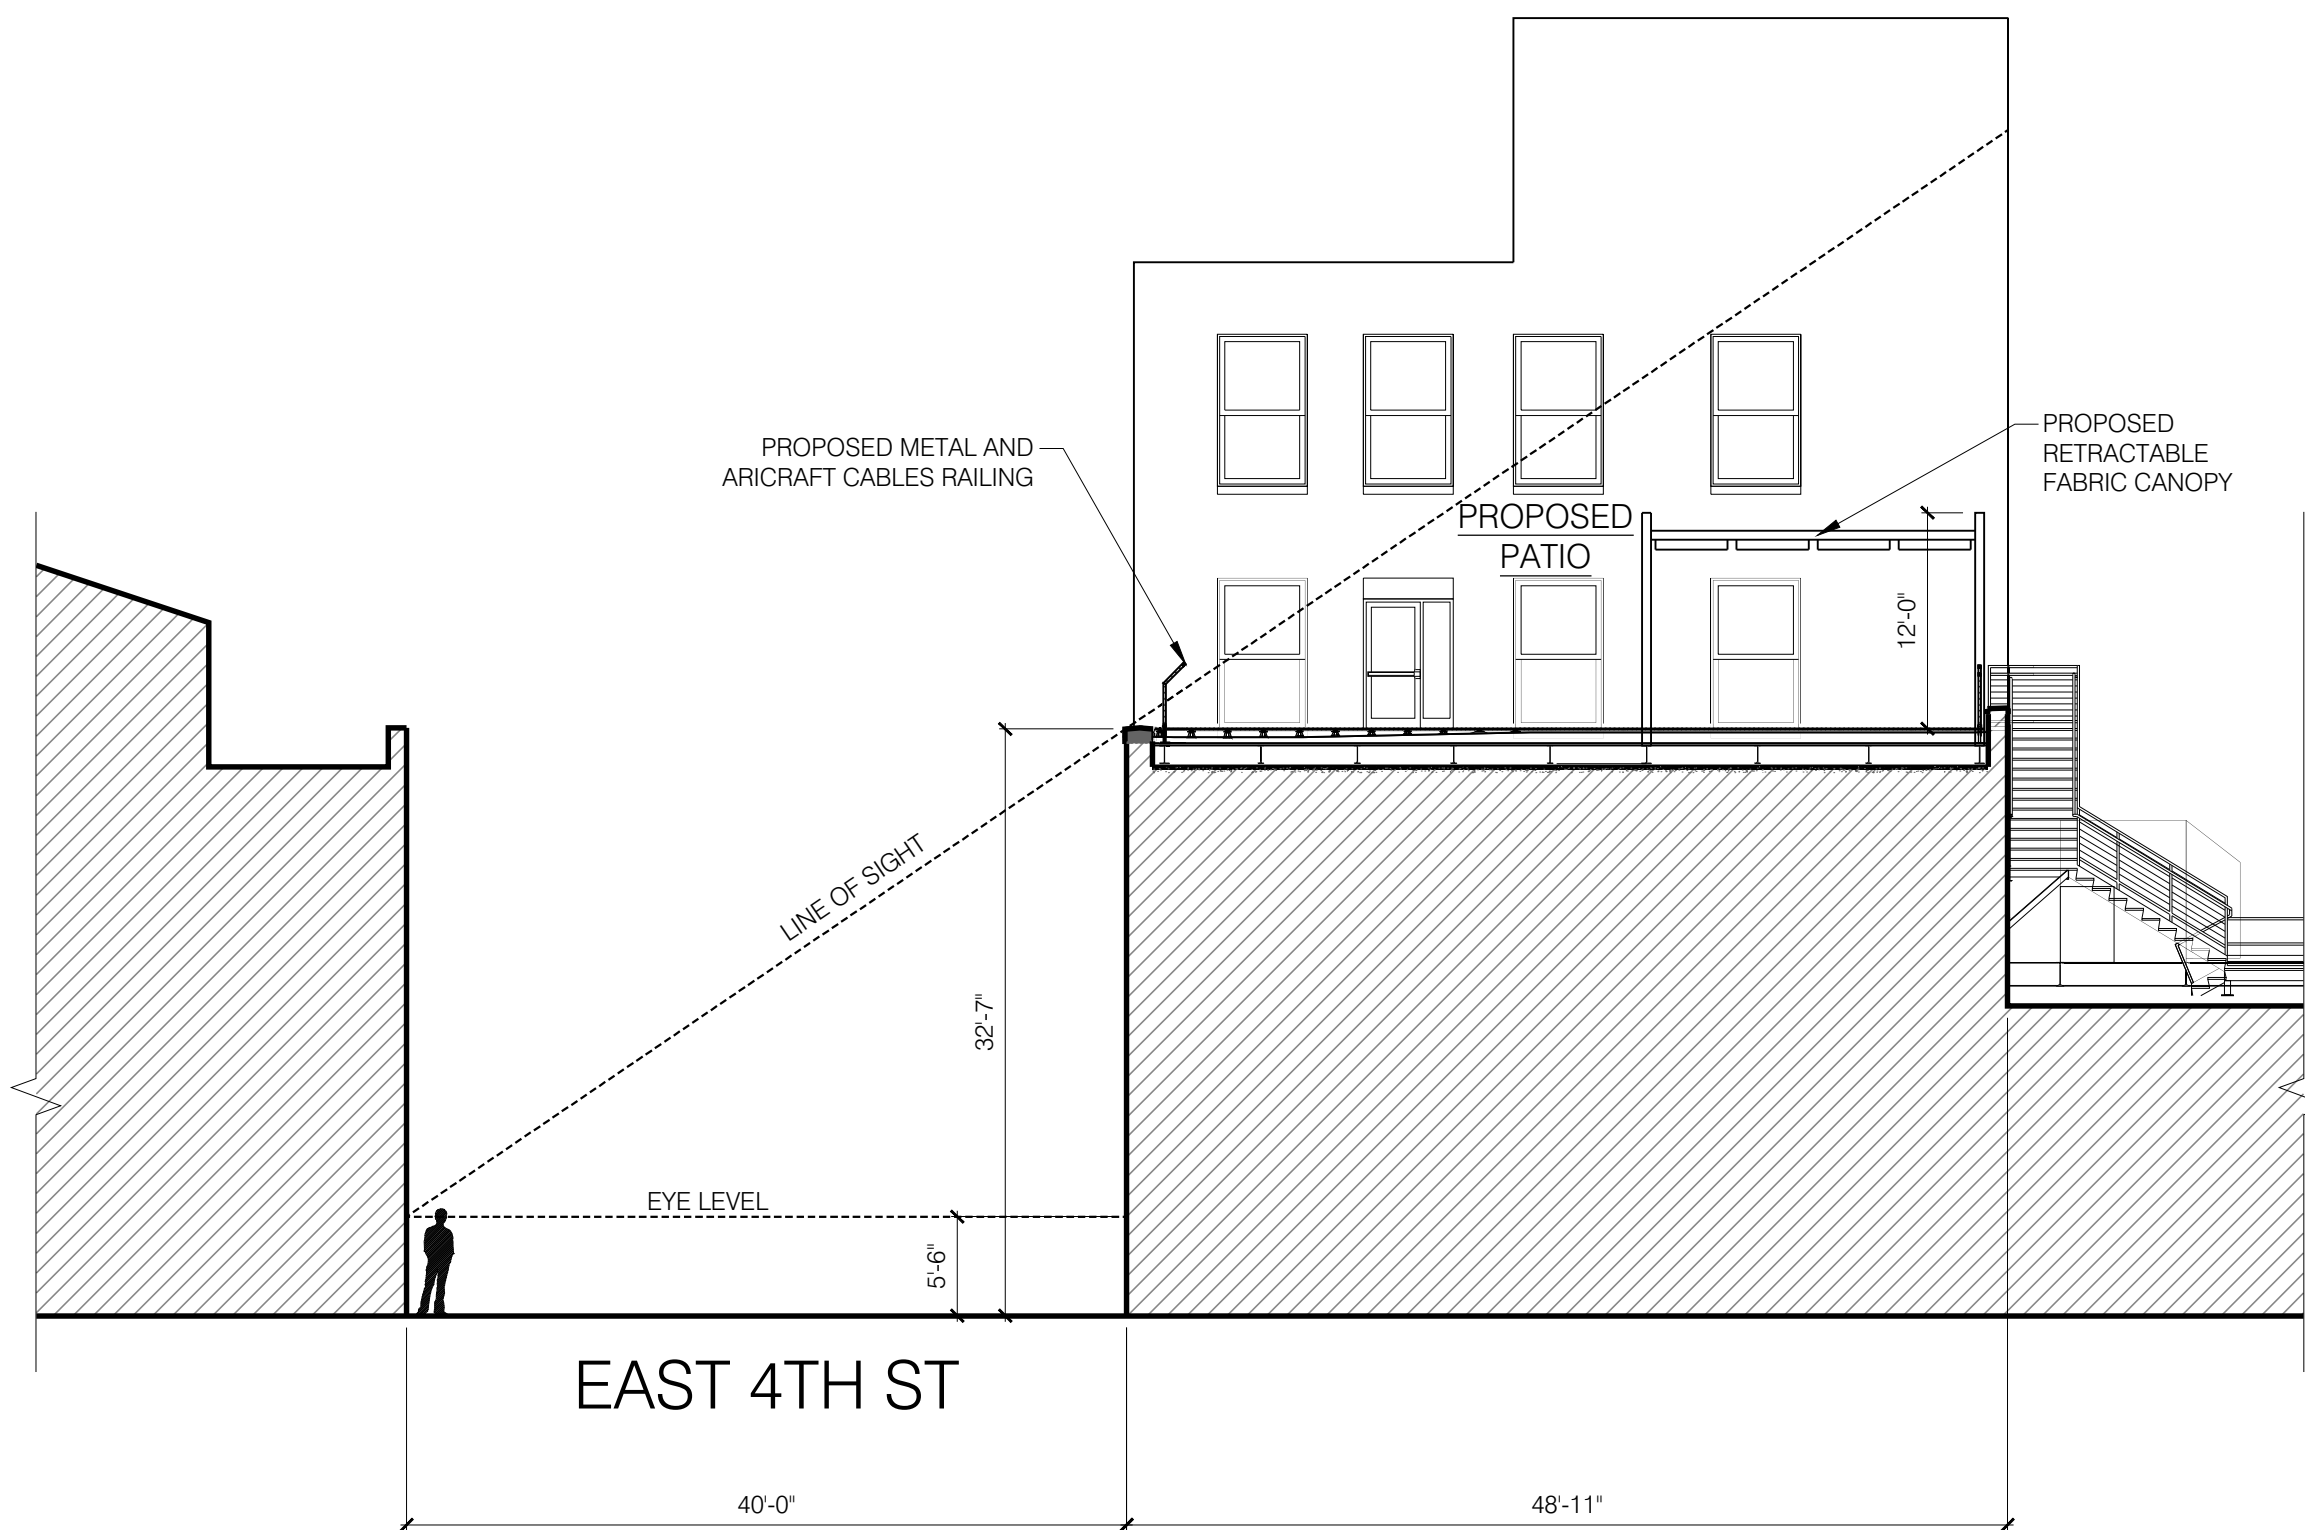 PROPOSED METAL AND
ARICRAFT CABLES RAILING
PROPOSED
RETRACTABLE
FABRIC CANOPY
PROPOSED
PATIO
12'-0"
LINE OF SIGHT
32'-7"
EYE LEVEL
5'-6"
EAST 4TH ST
40'-0"
48'-11"